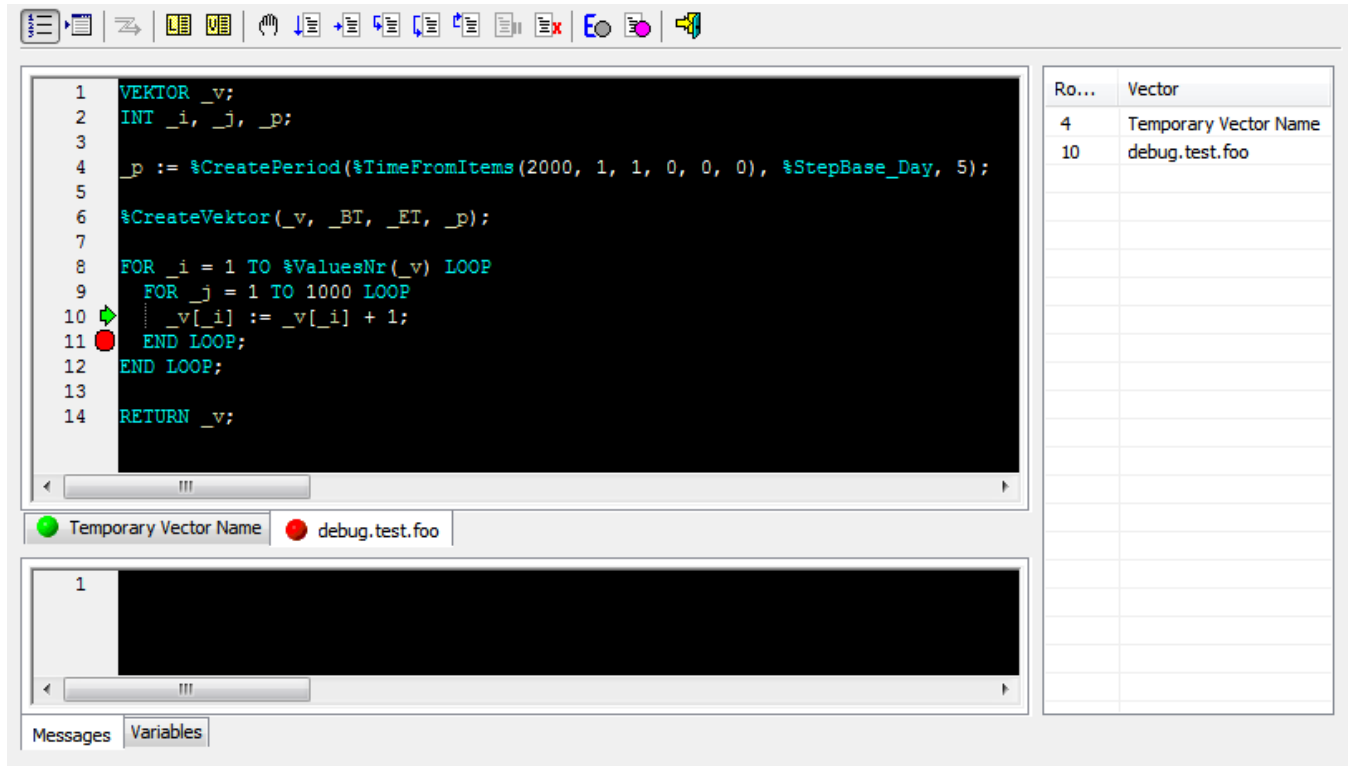 1 VEKTOR _v;
2 INT _i, _j, _p;
3
4 _p := %CreatePeriod(%TimeFromItems(2000, 1, 1, 0, 0, 0), %StepBase_Day, 5);
5
6 %CreateVektor(_v, _BT, _ET, _p);
7
8 FOR _i = 1 TO %ValuesNr(_v) LOOP
9 FOR _j = 1 TO 1000 LOOP
10 _v[_i] := _v[_i] + 1;
11 END LOOP;
12 END LOOP;
13
14 RETURN _v;
Temporary Vector Name debug.test.foo
1
Messages Variables
Ro... Vector
4 Temporary Vector Name
10 debug.test.foo